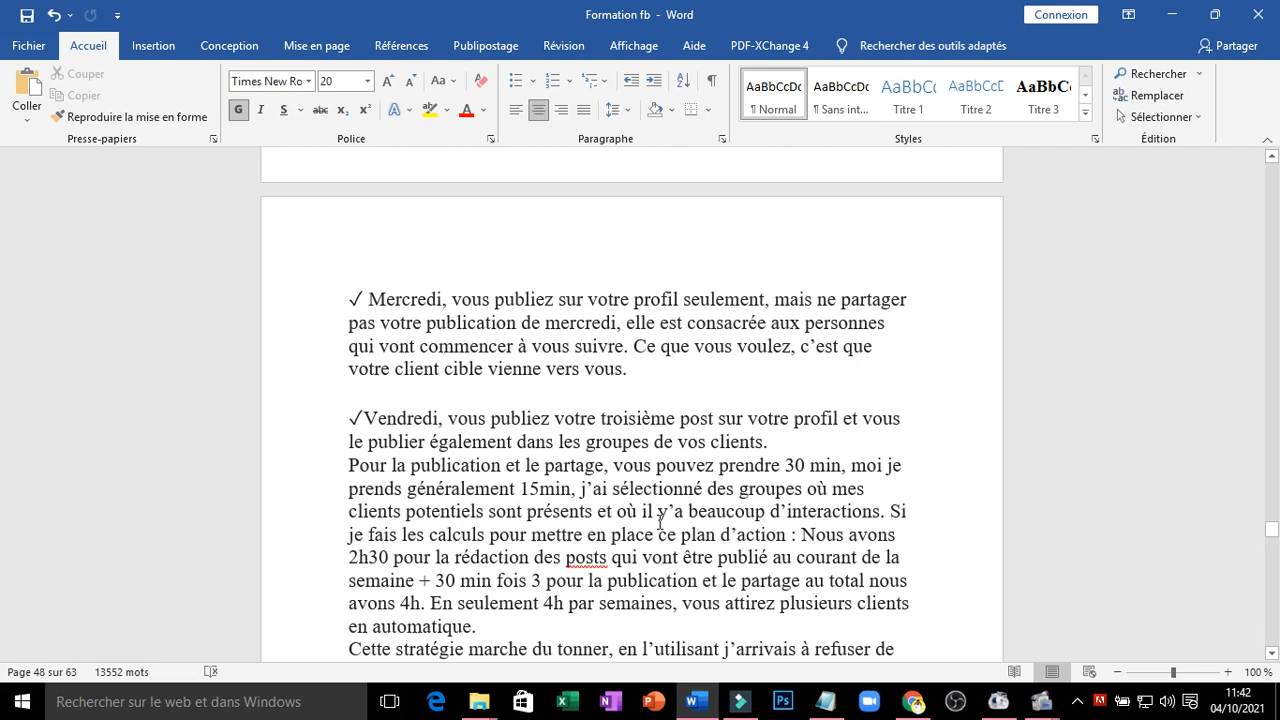 Formation fb - Word
Connexion
Fichier Accueil Insertion Conception Mise en page Références Publipostage Révision Affichage Aide PDF-XChange 4 Rechercher des outils adaptés Partager
Coller
Couper
Copier
Reproduire la mise en forme
Times New Ro 20
Aa
G I S abc x₂ x² A A
AaBbCcDc AaBbCcDc AaBbCc AaBbCcD AaBbC
¶ Normal ¶ Sans int... Titre 1 Titre 2 Titre 3
Rechercher
Remplacer
Sélectionner
Presse-papiers Police Paragraphe Styles Édition
✓ Mercredi, vous publiez sur votre profil seulement, mais ne partager
pas votre publication de mercredi, elle est consacrée aux personnes
qui vont commencer à vous suivre. Ce que vous voulez, c’est que
votre client cible vienne vers vous.
✓Vendredi, vous publiez votre troisième post sur votre profil et vous
le publier également dans les groupes de vos clients.
Pour la publication et le partage, vous pouvez prendre 30 min, moi je
prends généralement 15min, j’ai sélectionné des groupes où mes
clients potentiels sont présents et où il y’a beaucoup d’interactions. Si
je fais les calculs pour mettre en place ce plan d’action : Nous avons
2h30 pour la rédaction des posts qui vont être publié au courant de la
semaine + 30 min fois 3 pour la publication et le partage au total nous
avons 4h. En seulement 4h par semaines, vous attirez plusieurs clients
en automatique.
Cette stratégie marche du tonner, en l’utilisant j’arrivais à refuser de
Page 48 sur 63 13552 mots 100 %
Rechercher sur le web et dans Windows
11:42
04/10/2021